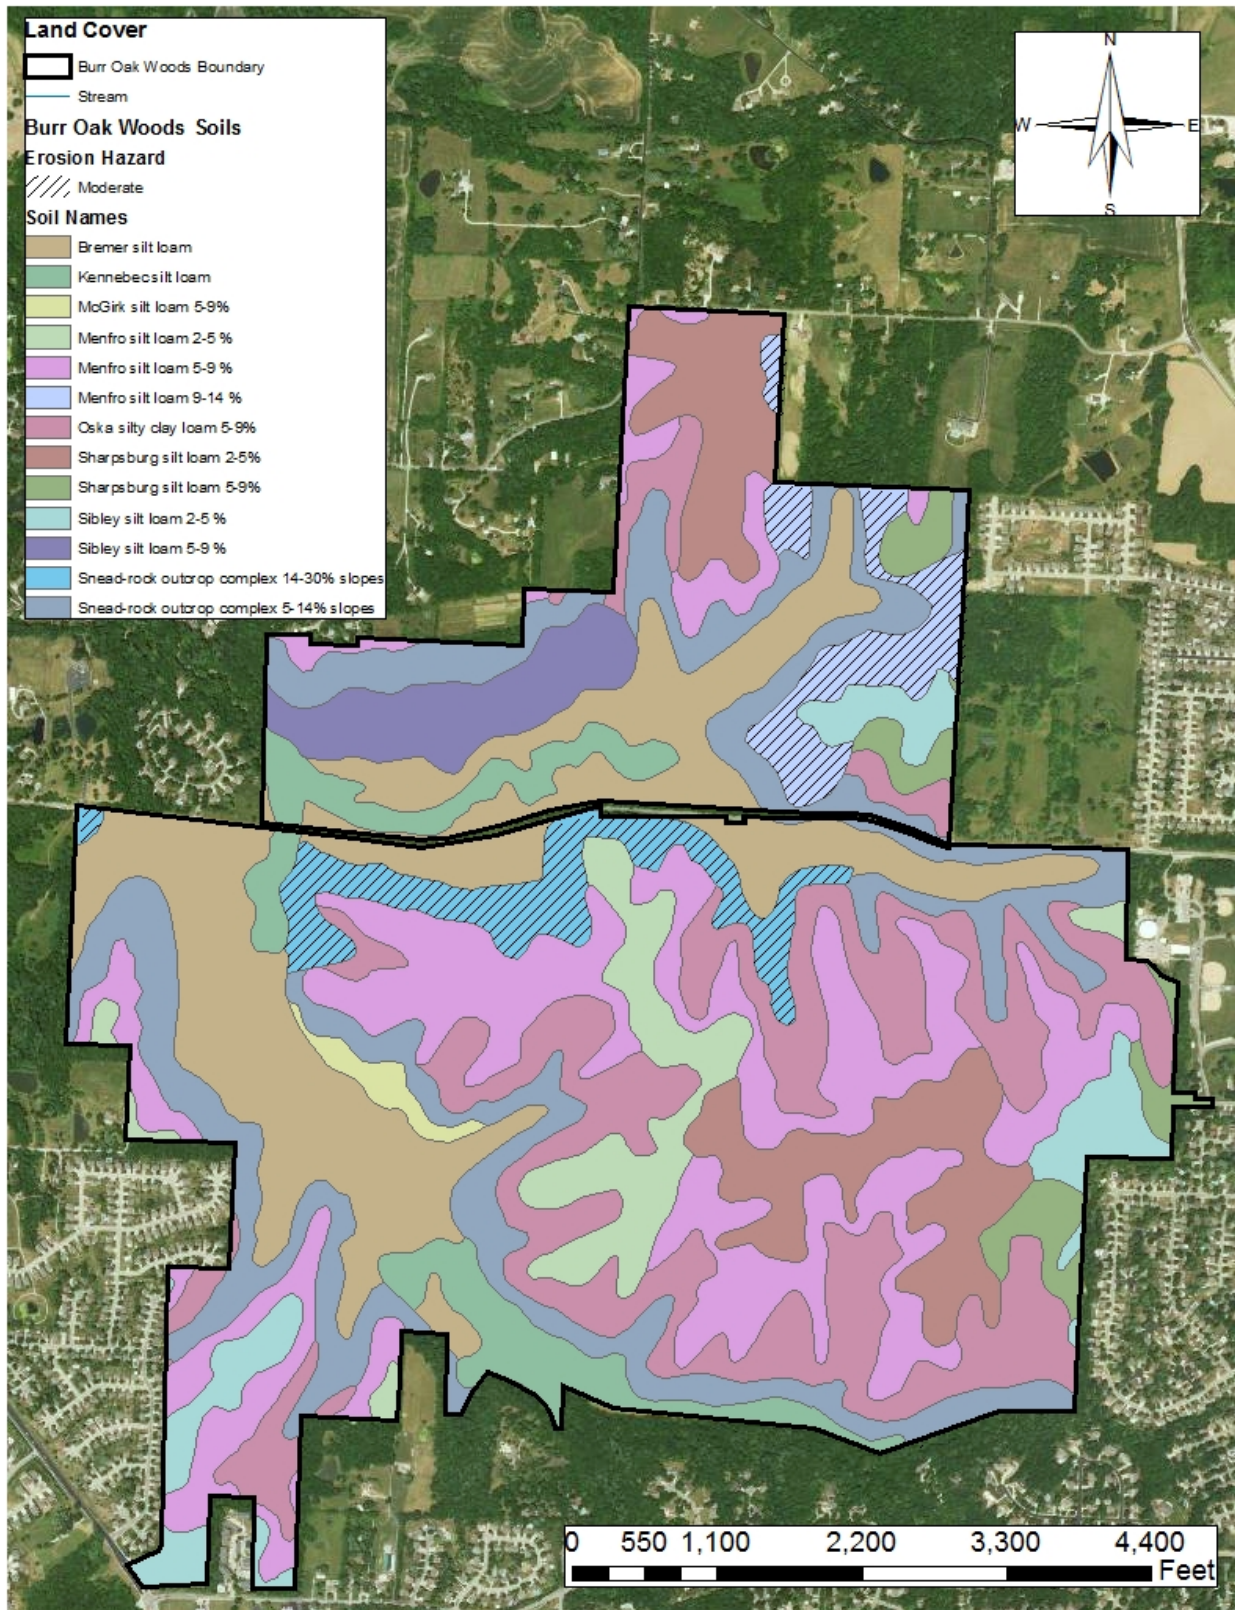 Land Cover
Burr Oak Woods Boundary
Stream
Burr Oak Woods Soils
Erosion Hazard
Moderate
Soil Names
Bremer silt loam
Kennebec silt loam
McGirk silt loam 5-9%
Menfro silt loam 2-5 %
Menfro silt loam 5-9 %
Menfro silt loam 9-14 %
Oska silty clay loam 5-9%
Sharpsburg silt loam 2-5%
Sharpsburg silt loam 5-9%
Sibley silt loam 2-5 %
Sibley silt loam 5-9 %
Snead-rock outcrop complex 14-30% slopes
Snead-rock outcrop complex 5-14% slopes
N
W E
S
0 550 1,100 2,200 3,300 4,400
Feet